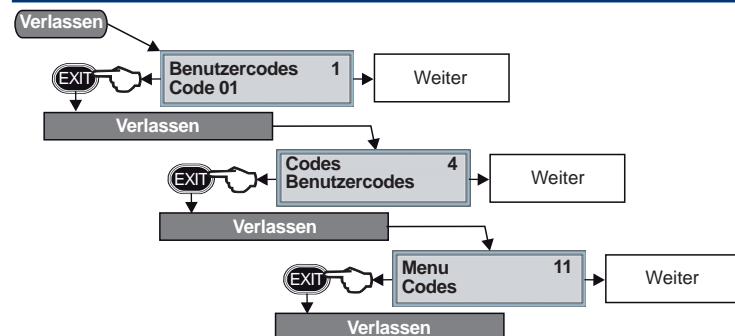 Verlassen
EXIT
Benutzercodes 1
Code 01
Weiter
Verlassen
EXIT
Codes 4
Benutzercodes
Weiter
Verlassen
EXIT
Menu 11
Codes
Weiter
Verlassen